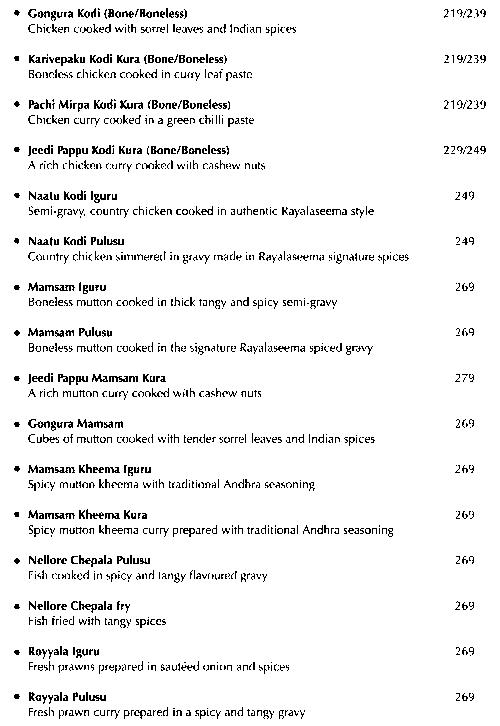 • Gongura Kodi (Bone/Boneless) 219/239
Chicken cooked with sorrel leaves and Indian spices
• Karivepaku Kodi Kura (Bone/Boneless) 219/239
Boneless chicken cooked in curry leaf paste
• Pachi Mirpa Kodi Kura (Bone/Boneless) 219/239
Chicken curry cooked in a green chilli paste
• Jeedi Pappu Kodi Kura (Bone/Boneless) 229/249
A rich chicken curry cooked with cashew nuts
• Naatu Kodi Iguru 249
Semi-gravy, country chicken cooked in authentic Rayalaseema style
• Naatu Kodi Pulusu 249
Country chicken simmered in gravy made in Rayalaseema signature spices
• Mamsam Iguru 269
Boneless mutton cooked in thick tangy and spicy semi-gravy
• Mamsam Pulusu 269
Boneless mutton cooked in the signature Rayalaseema spiced gravy
• Jeedi Pappu Mamsam Kura 279
A rich mutton curry cooked with cashew nuts
• Gongura Mamsam 269
Cubes of mutton cooked with tender sorrel leaves and Indian spices
• Mamsam Kheema Iguru 269
Spicy mutton kheema with traditional Andhra seasoning
• Mamsam Kheema Kura 269
Spicy mutton kheema curry prepared with traditional Andhra seasoning
• Nellore Chepala Pulusu 269
Fish cooked in spicy and tangy flavoured gravy
• Nellore Chepala fry 269
Fish fried with tangy spices
• Royyala Iguru 269
Fresh prawns prepared in sautéed onion and spices
• Royyala Pulusu 269
Fresh prawn curry prepared in a spicy and tangy gravy